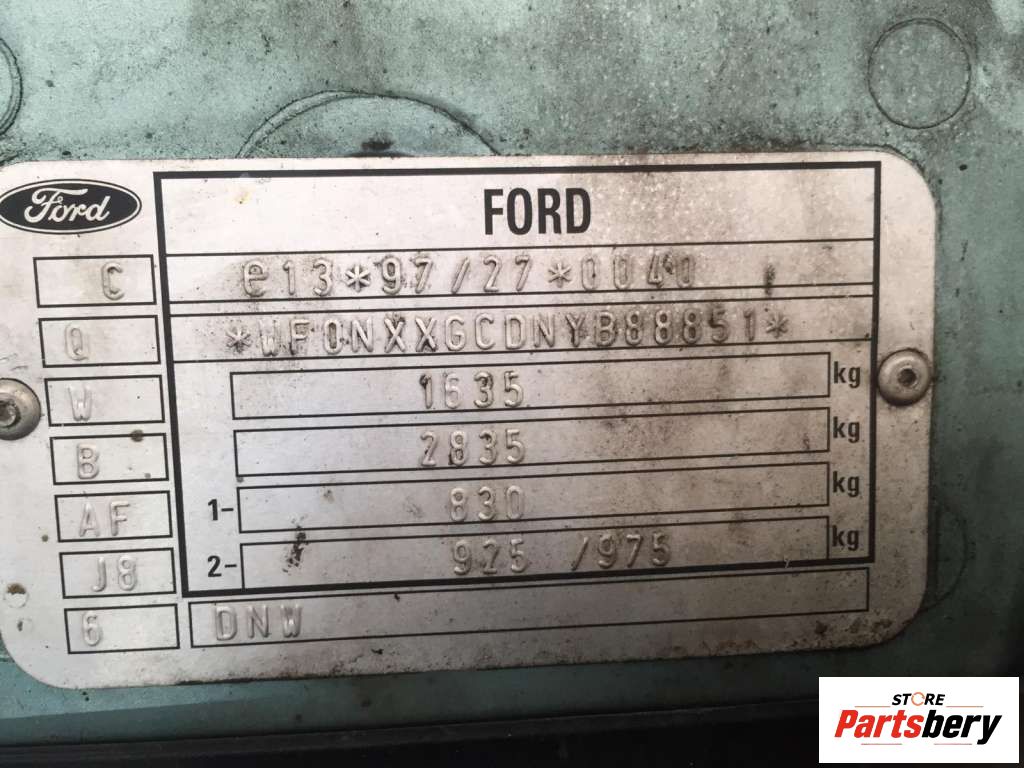 Ford
FORD
C e13*97/27*0040
Q *WF0NXXGCDNYB88851*
W 1635 kg
B 2835 kg
AF 1- 830 kg
J8 2- 925 /975 kg
6 DNW
STORE
Partsbery